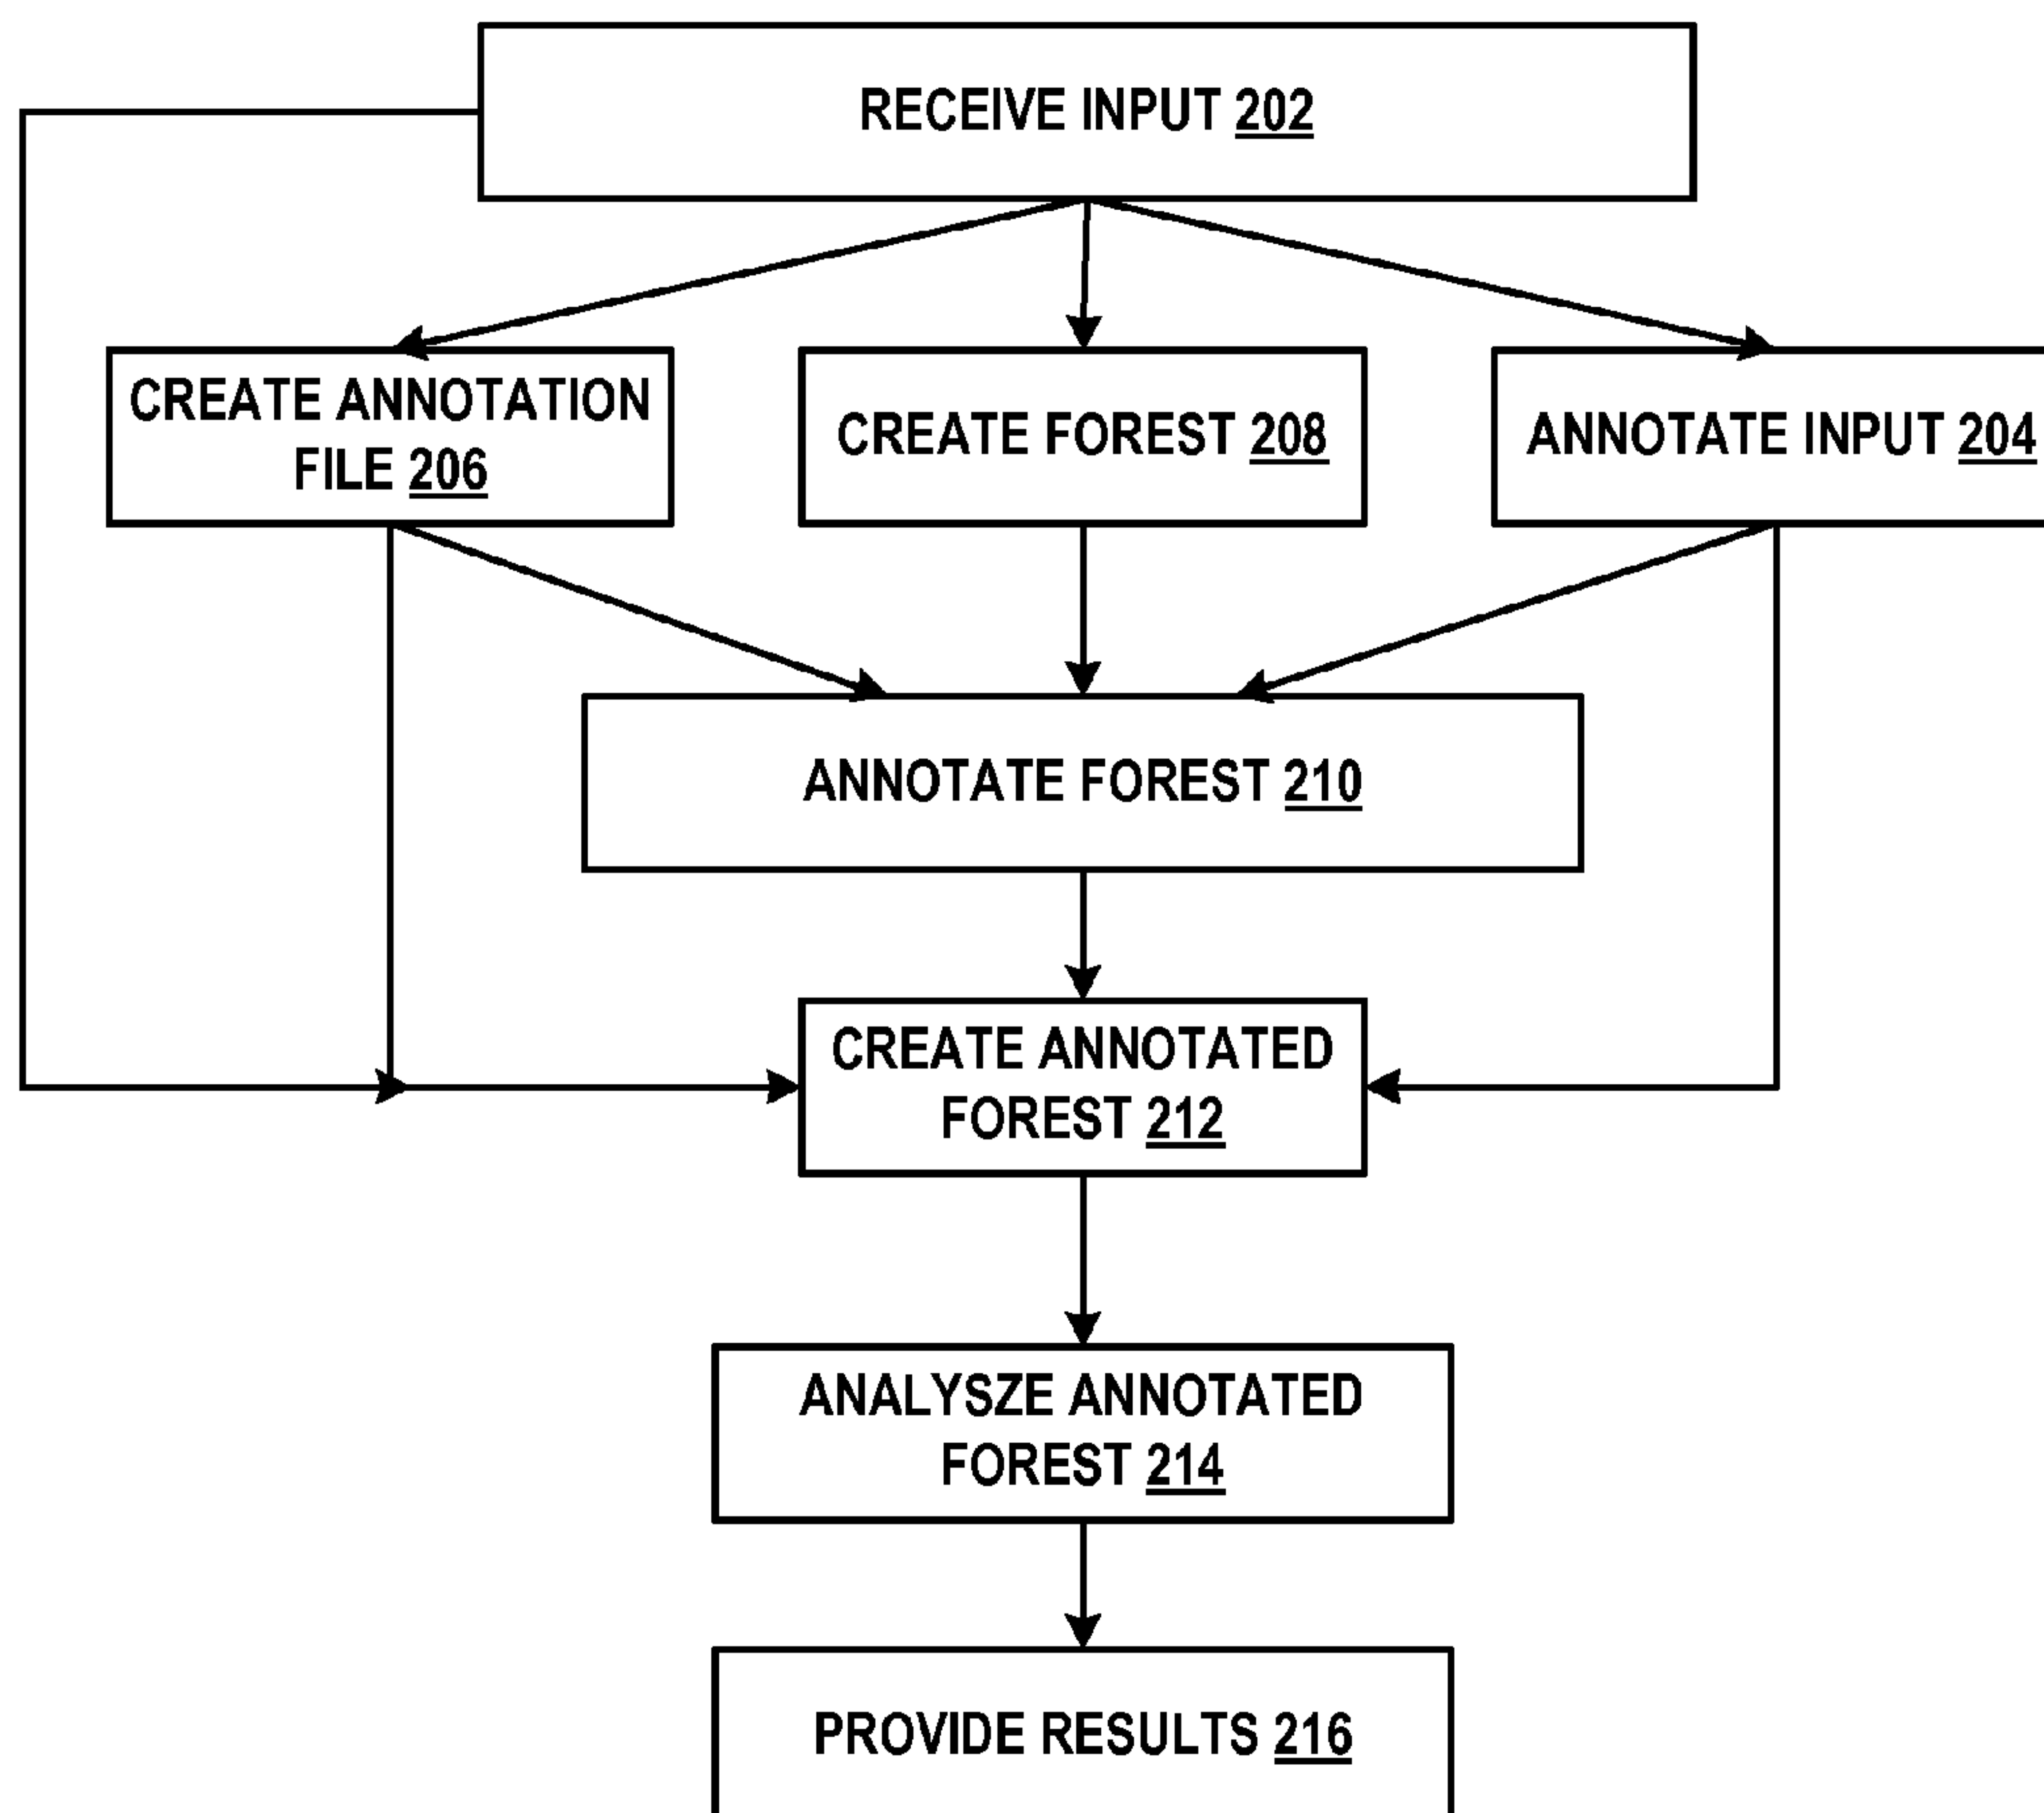 RECEIVE INPUT 202
CREATE ANNOTATION
FILE 206
CREATE FOREST 208
ANNOTATE INPUT 204
ANNOTATE FOREST 210
CREATE ANNOTATED
FOREST 212
ANALYSZE ANNOTATED
FOREST 214
PROVIDE RESULTS 216